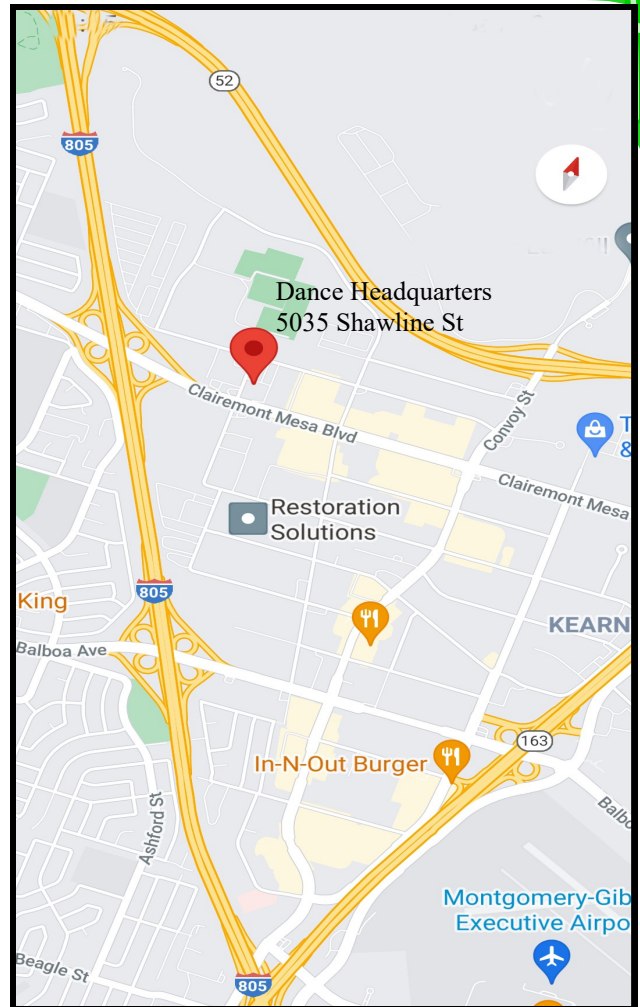 52
805
Dance Headquarters
5035 Shawline St
Clairemont Mesa Blvd
Convoy St
Clairemont Mesa
Restoration
Solutions
805
King
KEARN
Balboa Ave
163
In-N-Out Burger
Ashford St
Balbo
Montgomery-Gib
Executive Airpo
Beagle St
805